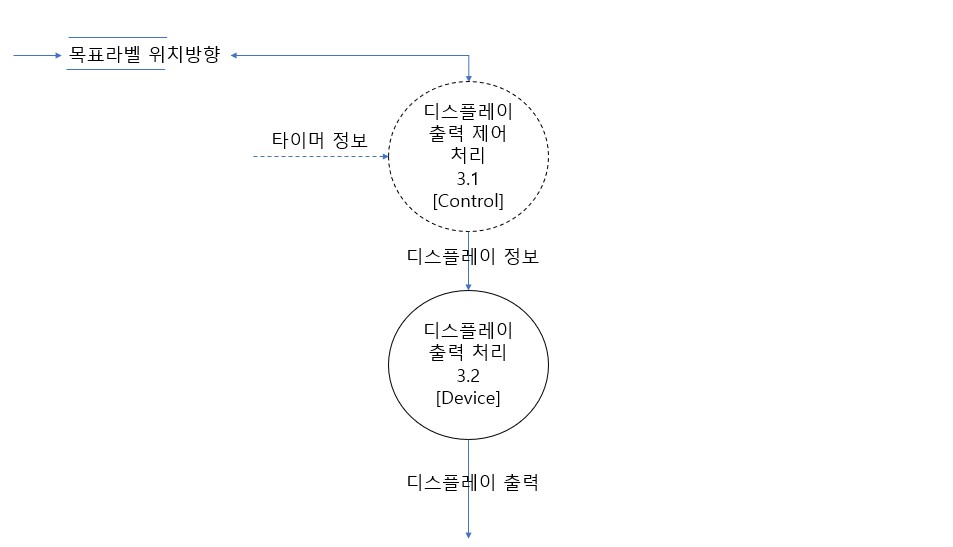 목표라벨 위치방향
디스플레이
출력 제어
처리
3.1
[Control]
타이머 정보
디스플레이 정보
디스플레이
출력 처리
3.2
[Device]
디스플레이 출력